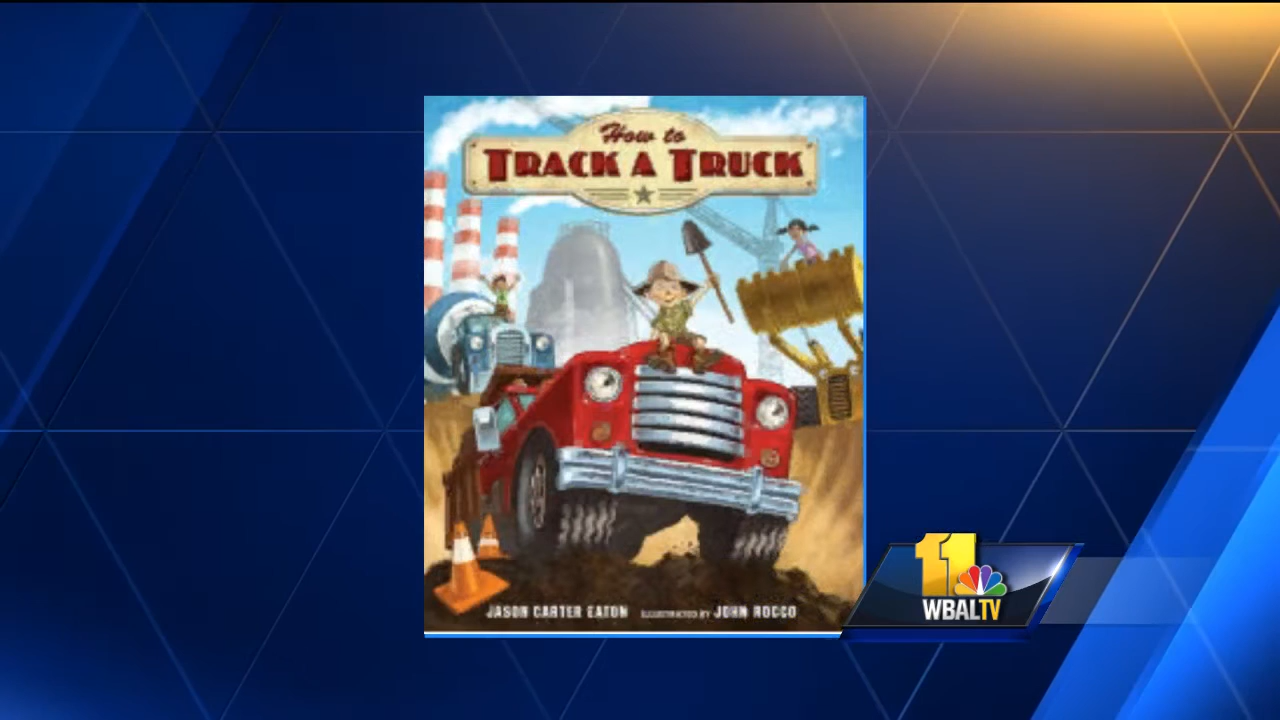 How to
TRACK A TRUCK
JASON CARTER EATON ILLUSTRATED BY JOHN ROCCO
11
WBALTV